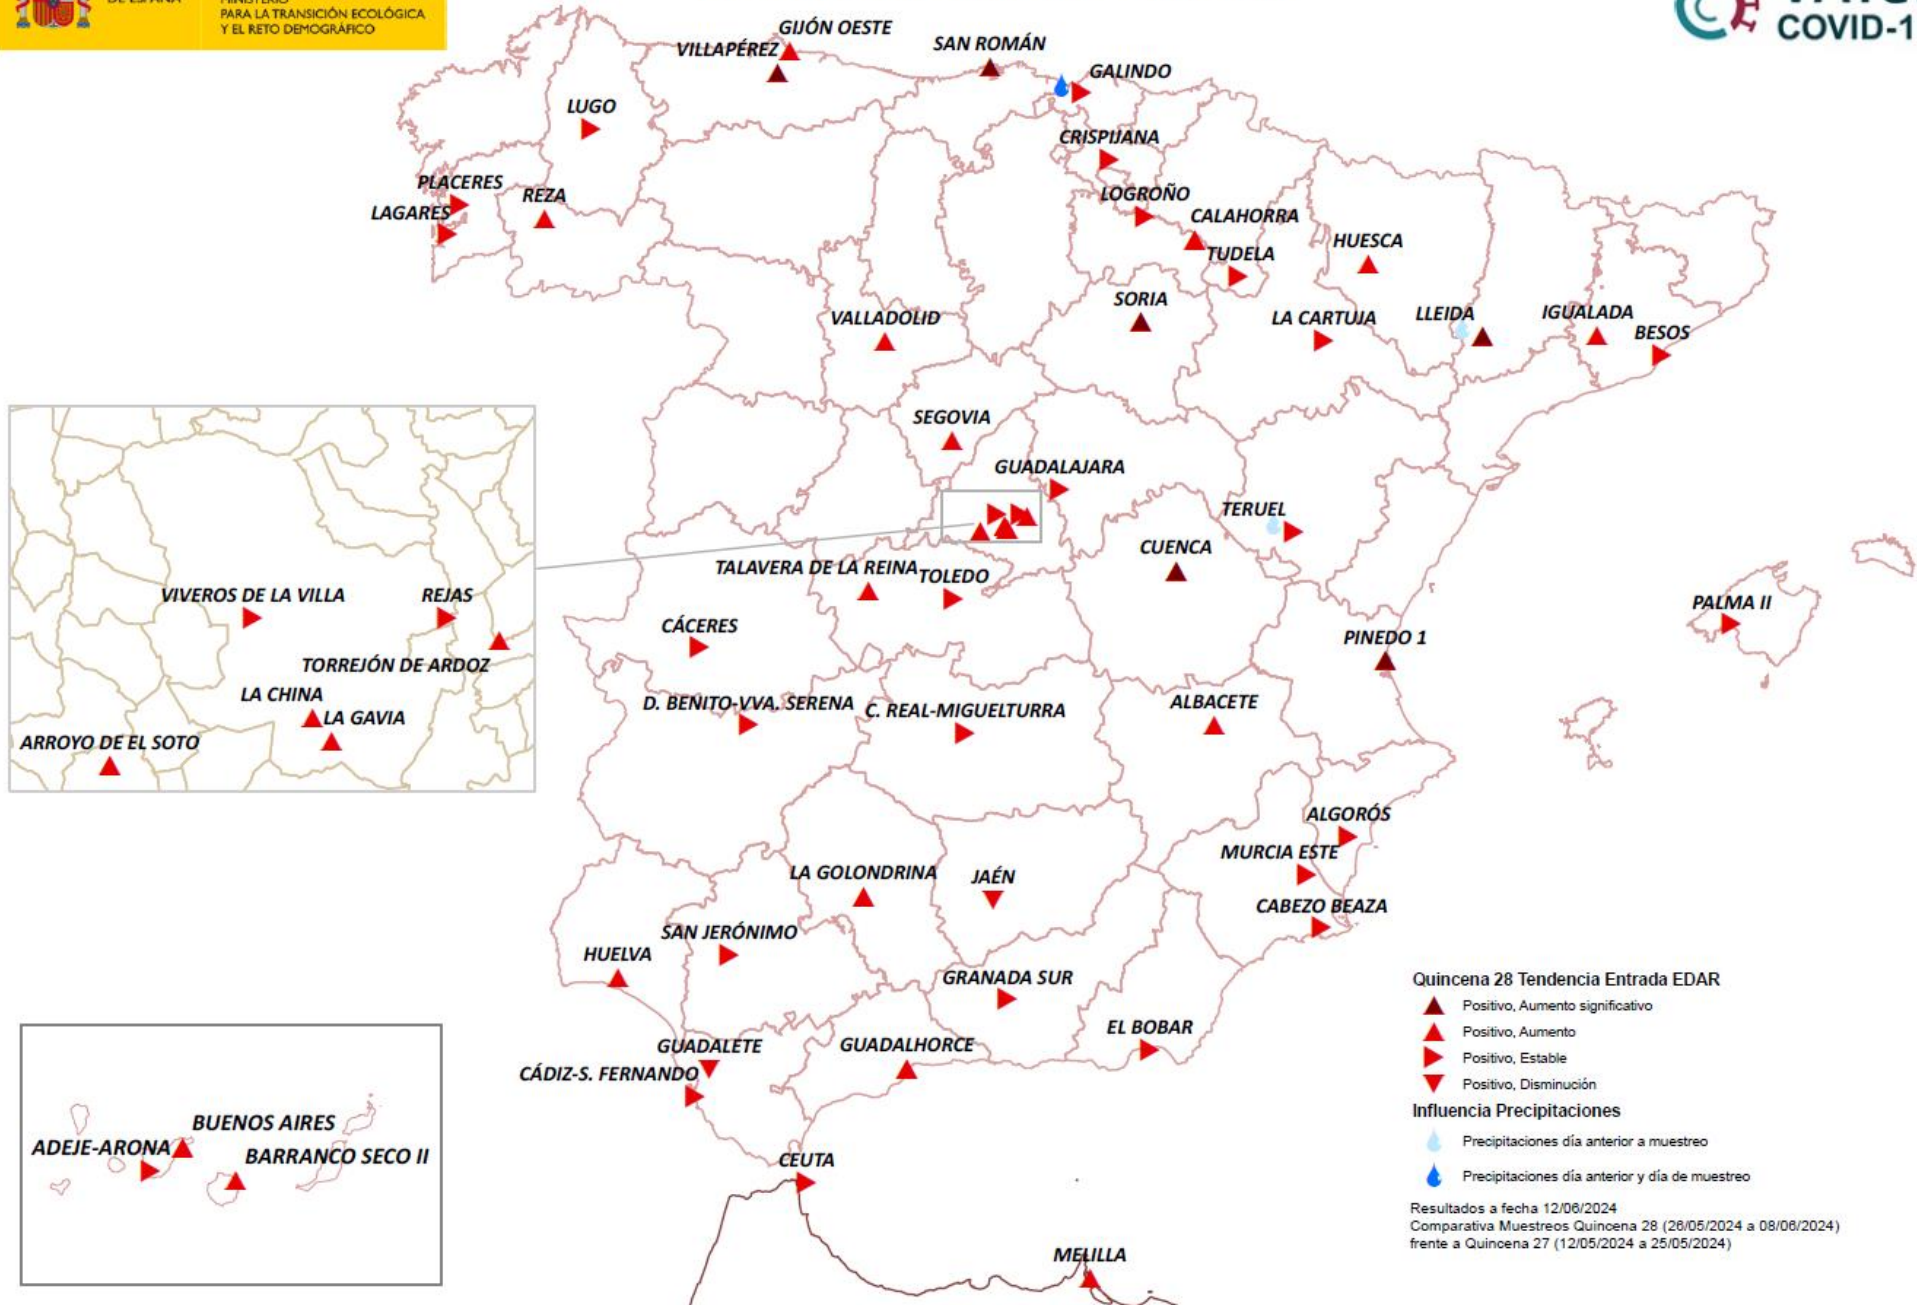 PARA LA TRANSICIÓN ECOLÓGICA
Y EL RETO DEMOGRÁFICO
COVID-1
GIJÓN OESTE
VILLAPÉREZ
SAN ROMÁN
GALINDO
LUGO
CRISPIJANA
PLACERES
REZA
LOGROÑO
LAGARES
CALAHORRA
HUESCA
TUDELA
SORIA
VALLADOLID
LA CARTUJA
LLEIDA
IGUALADA
BESOS
SEGOVIA
GUADALAJARA
TERUEL
CUENCA
TALAVERA DE LA REINA
TOLEDO
PALMA II
CÁCERES
PINEDO 1
D. BENITO-VVA. SERENA
C. REAL-MIGUELTURRA
ALBACETE
VIVEROS DE LA VILLA
REJAS
TORREJÓN DE ARDOZ
LA CHINA
LA GAVIA
ARROYO DE EL SOTO
ALGORÓS
MURCIA ESTE
LA GOLONDRINA
JAÉN
CABEZO BEAZA
SAN JERÓNIMO
HUELVA
GRANADA SUR
EL BOBAR
GUADALETE
GUADALHORCE
CÁDIZ-S. FERNANDO
BUENOS AIRES
ADEJE-ARONA
BARRANCO SECO II
CEUTA
MELILLA
Quincena 28 Tendencia Entrada EDAR
Positivo, Aumento significativo
Positivo, Aumento
Positivo, Estable
Positivo, Disminución
Influencia Precipitaciones
Precipitaciones día anterior a muestreo
Precipitaciones día anterior y día de muestreo
Resultados a fecha 12/06/2024
Comparativa Muestreos Quincena 28 (26/05/2024 a 08/06/2024)
frente a Quincena 27 (12/05/2024 a 25/05/2024)